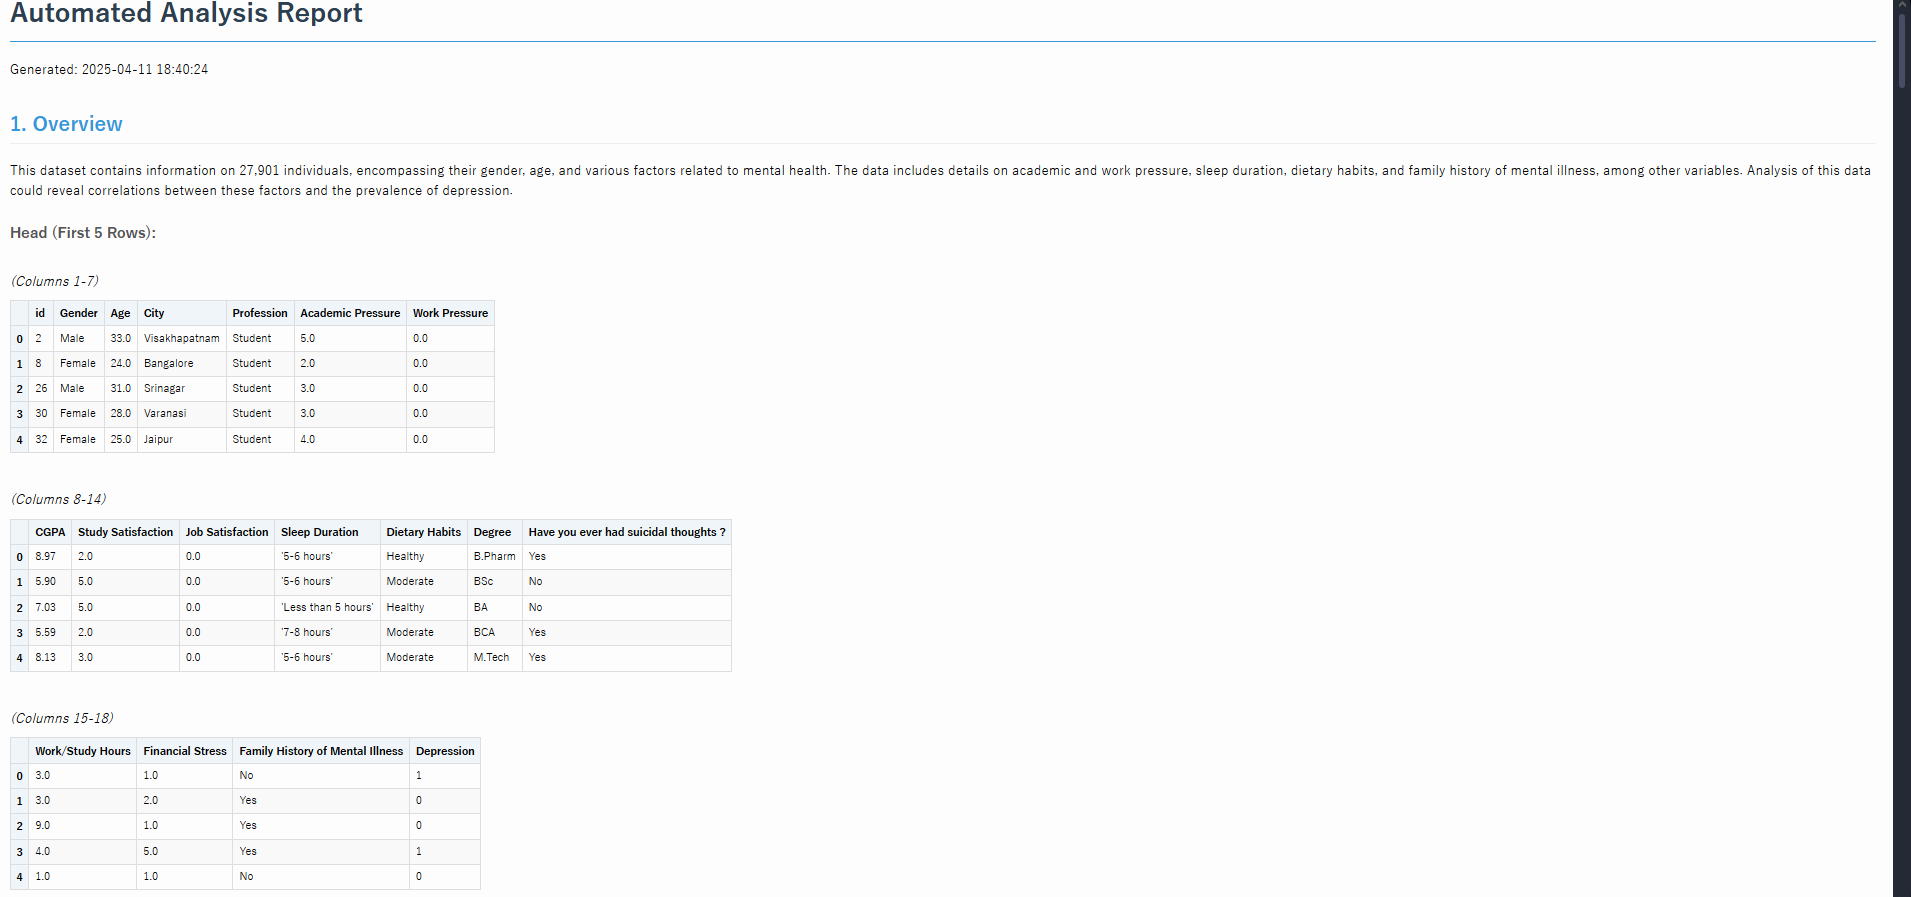 Automated Analysis Report
Generated: 2025-04-11 18:40:24
1. Overview
This dataset contains information on 27,901 individuals, encompassing their gender, age, and various factors related to mental health. The data includes details on academic and work pressure, sleep duration, dietary habits, and family history of mental illness, among other variables. Analysis of this data
could reveal correlations between these factors and the prevalence of depression.
Head (First 5 Rows):
(Columns 1-7)
id Gender Age City Profession Academic Pressure Work Pressure
0 2 Male 33.0 Visakhapatnam Student 5.0 0.0
1 8 Female 24.0 Bangalore Student 2.0 0.0
2 26 Male 31.0 Srinagar Student 3.0 0.0
3 30 Female 28.0 Varanasi Student 3.0 0.0
4 32 Female 25.0 Jaipur Student 4.0 0.0
(Columns 8-14)
CGPA Study Satisfaction Job Satisfaction Sleep Duration Dietary Habits Degree Have you ever had suicidal thoughts ?
0 8.97 2.0 0.0 '5-6 hours' Healthy B.Pharm Yes
1 5.90 5.0 0.0 '5-6 hours' Moderate BSc No
2 7.03 5.0 0.0 'Less than 5 hours' Healthy BA No
3 5.59 2.0 0.0 '7-8 hours' Moderate BCA Yes
4 8.13 3.0 0.0 '5-6 hours' Moderate M.Tech Yes
(Columns 15-18)
Work/Study Hours Financial Stress Family History of Mental Illness Depression
0 3.0 1.0 No 1
1 3.0 2.0 Yes 0
2 9.0 1.0 Yes 0
3 4.0 5.0 Yes 1
4 1.0 1.0 No 0